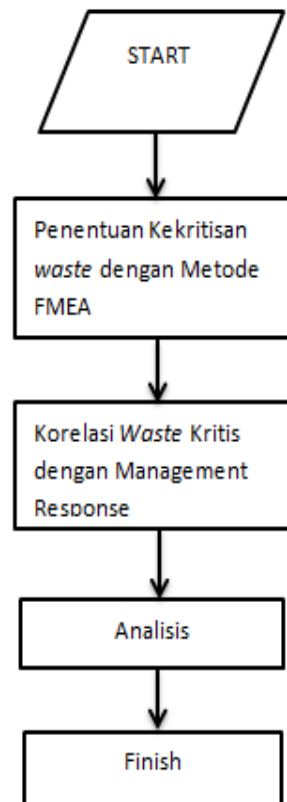 START
Penentuan Kekritisan
waste dengan Metode
FMEA
Korelasi Waste Kritis
dengan Management
Response
Analisis
Finish